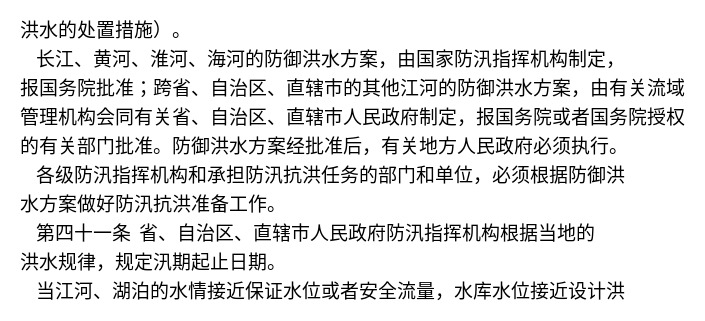 洪水的处置措施）。
长江、黄河、淮河、海河的防御洪水方案，由国家防汛指挥机构制定，
报国务院批准；跨省、自治区、直辖市的其他江河的防御洪水方案，由有关流域
管理机构会同有关省、自治区、直辖市人民政府制定，报国务院或者国务院授权
的有关部门批准。防御洪水方案经批准后，有关地方人民政府必须执行。
各级防汛指挥机构和承担防汛抗洪任务的部门和单位，必须根据防御洪
水方案做好防汛抗洪准备工作。
第四十一条 省、自治区、直辖市人民政府防汛指挥机构根据当地的
洪水规律，规定汛期起止日期。
当江河、湖泊的水情接近保证水位或者安全流量，水库水位接近设计洪